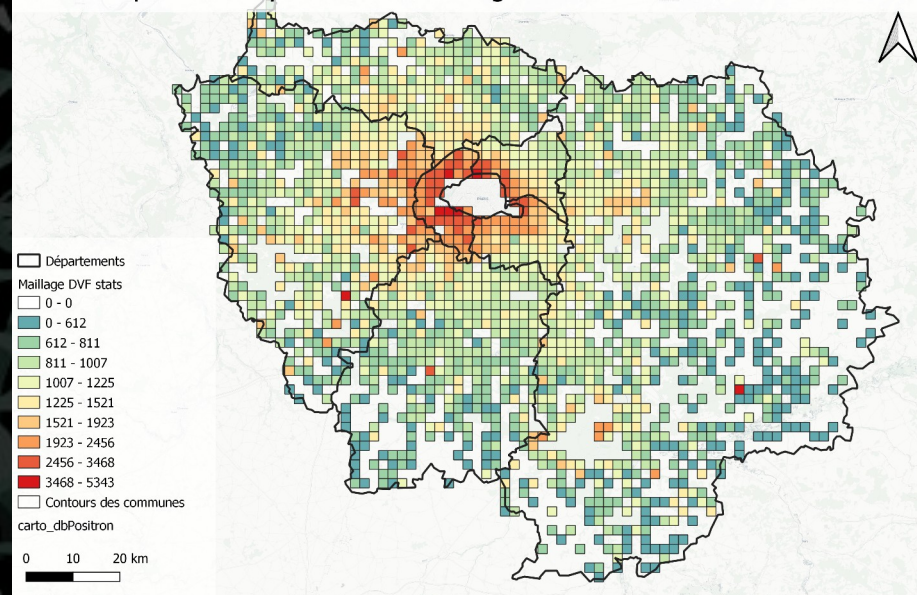 Départements
Maillage DVF stats
0 - 0
0 - 612
612 - 811
811 - 1007
1007 - 1225
1225 - 1521
1521 - 1923
1923 - 2456
2456 - 3468
3468 - 5343
Contours des communes
carto_dbPositron
0 10 20 km